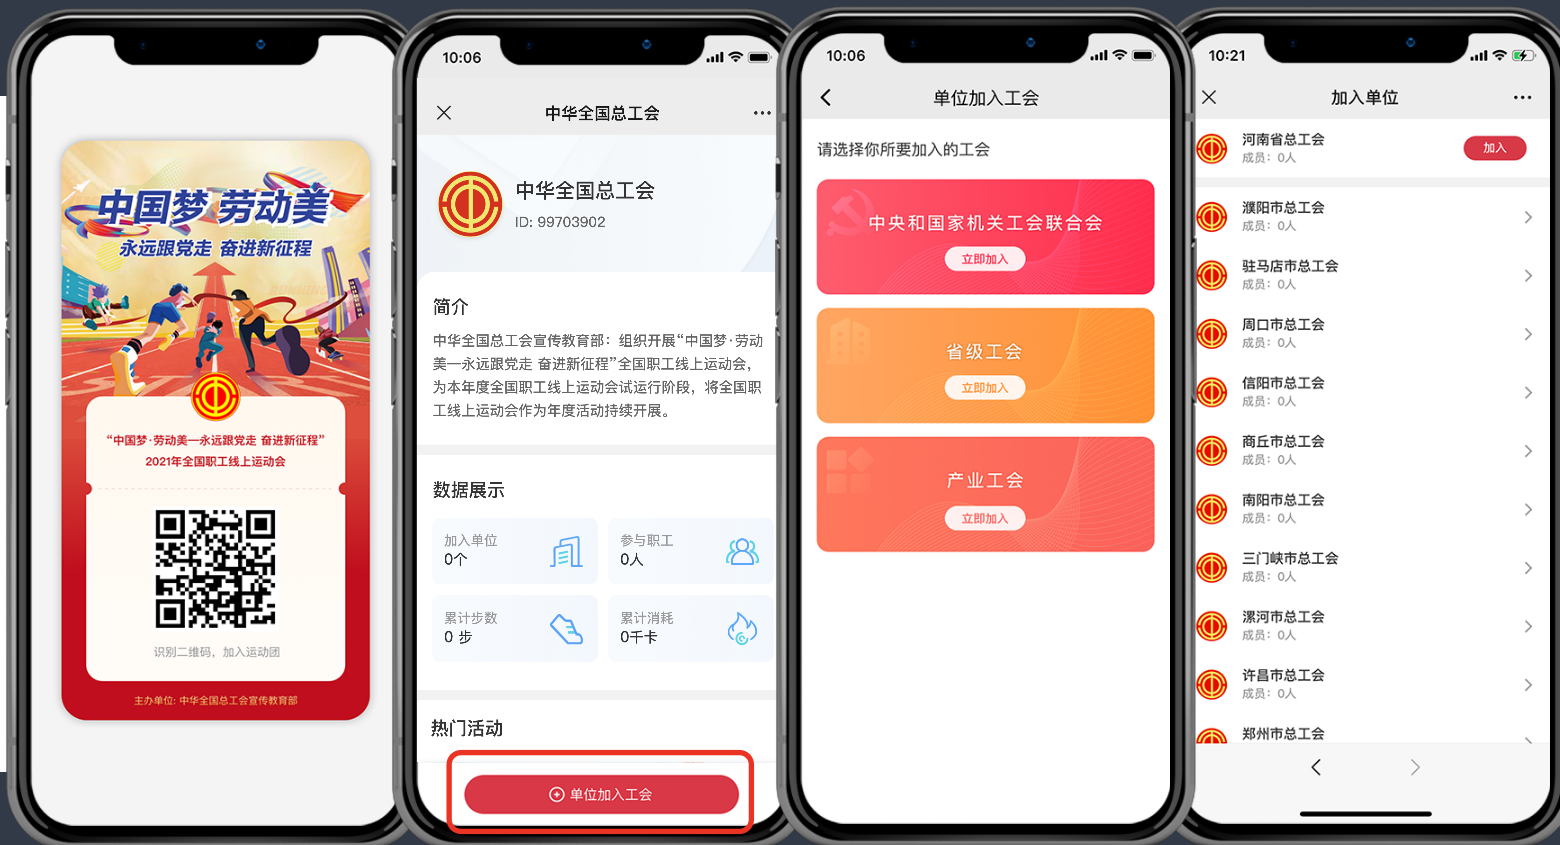 中国梦 劳动美
永远跟党走 奋进新征程
“中国梦·劳动美—永远跟党走 奋进新征程”
2021年全国职工线上运动会
识别二维码，加入运动团
主办单位: 中华全国总工会宣传教育部
10:06
中华全国总工会
中华全国总工会
ID: 99703902
简介
中华全国总工会宣传教育部：组织开展“中国梦·劳动
美—永远跟党走 奋进新征程”全国职工线上运动会，
为本年度全国职工线上运动会试运行阶段，将全国职
工线上运动会作为年度活动持续开展。
数据展示
加入单位
0个
参与职工
0人
累计步数
0 步
累计消耗
0千卡
热门活动
单位加入工会
10:06
单位加入工会
请选择你所要加入的工会
中央和国家机关工会联合会
立即加入
省级工会
立即加入
产业工会
立即加入
10:21
加入单位
河南省总工会
成员：0人
加入
濮阳市总工会
成员：0人
驻马店市总工会
成员：0人
周口市总工会
成员：0人
信阳市总工会
成员：0人
商丘市总工会
成员：0人
南阳市总工会
成员：0人
三门峡市总工会
成员：0人
漯河市总工会
成员：0人
许昌市总工会
成员：0人
郑州市总工会